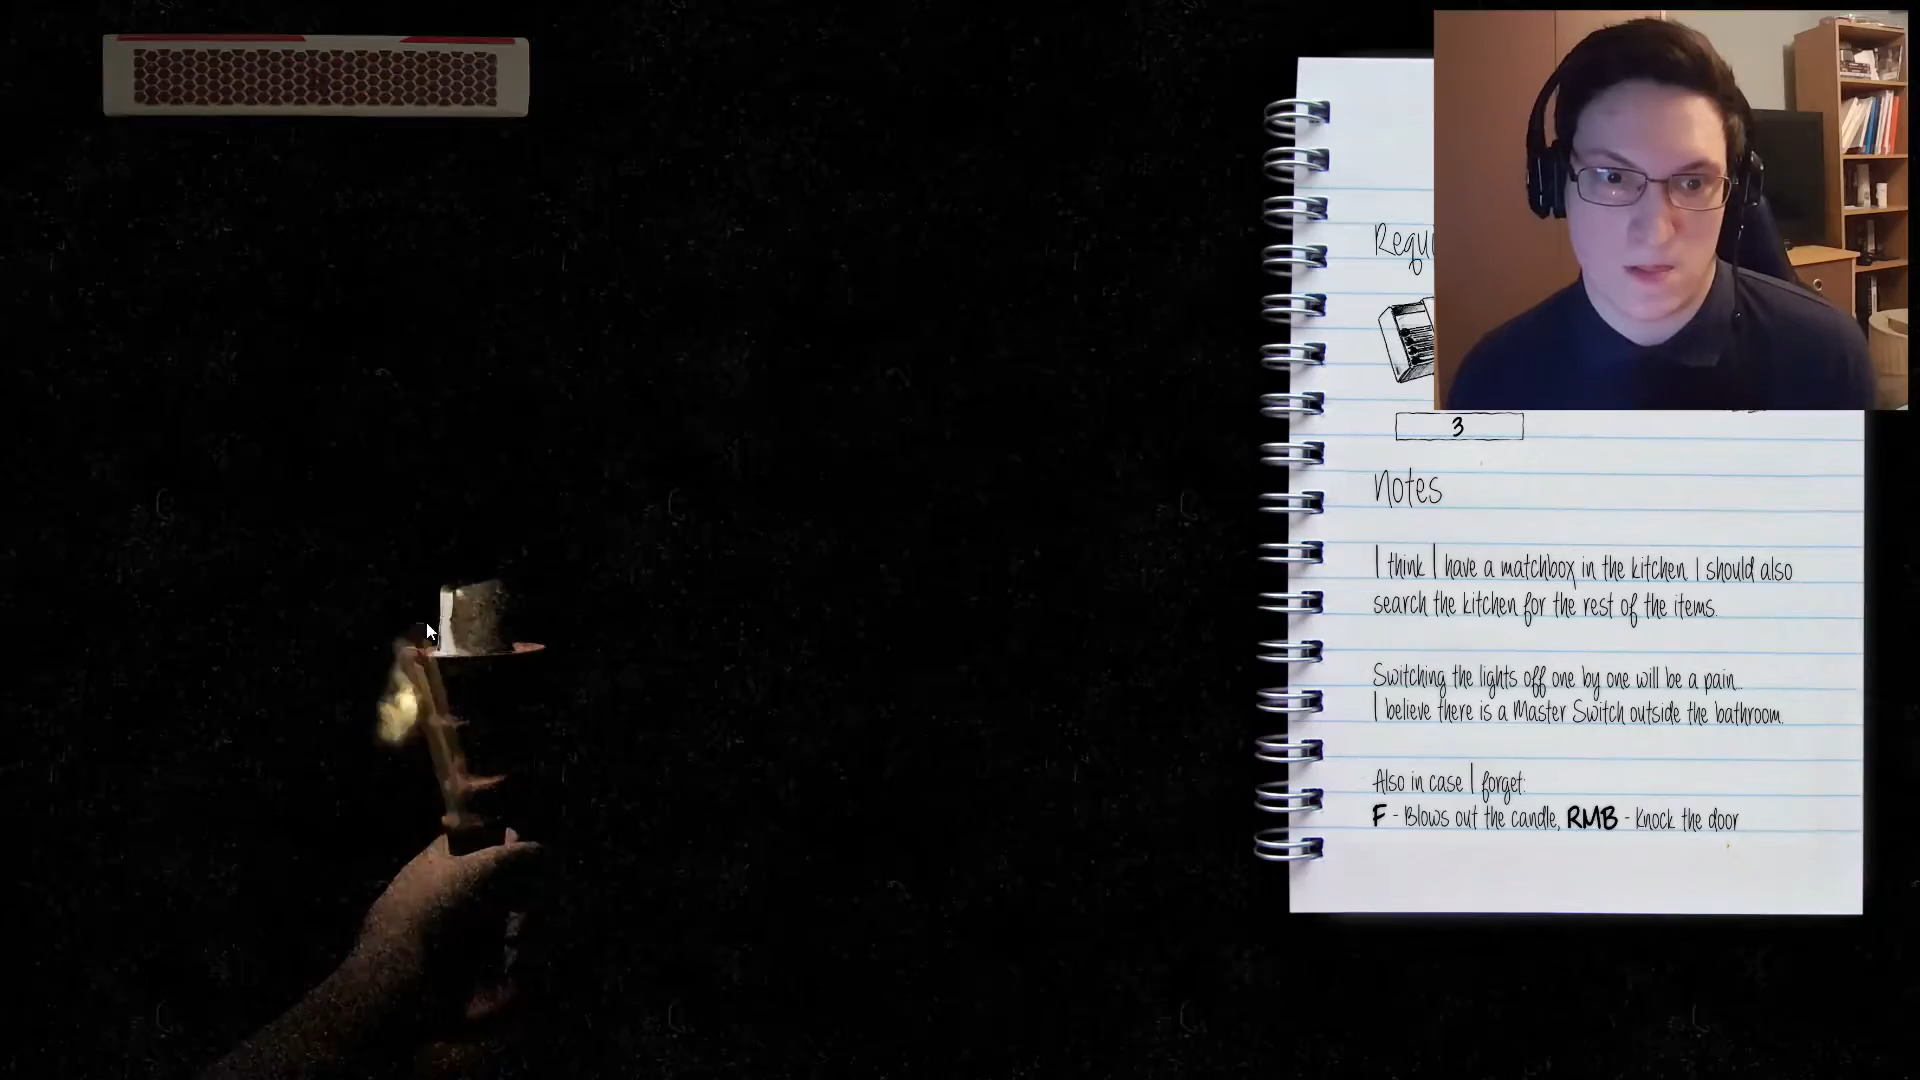 3
Notes
I think I have a matchbox in the kitchen. I should also
search the kitchen for the rest of the items.
Switching the lights off one by one will be a pain..
I believe there is a Master Switch outside the bathroom.
Also in case I forget:
F - Blows out the candle, RMB - Knock the door